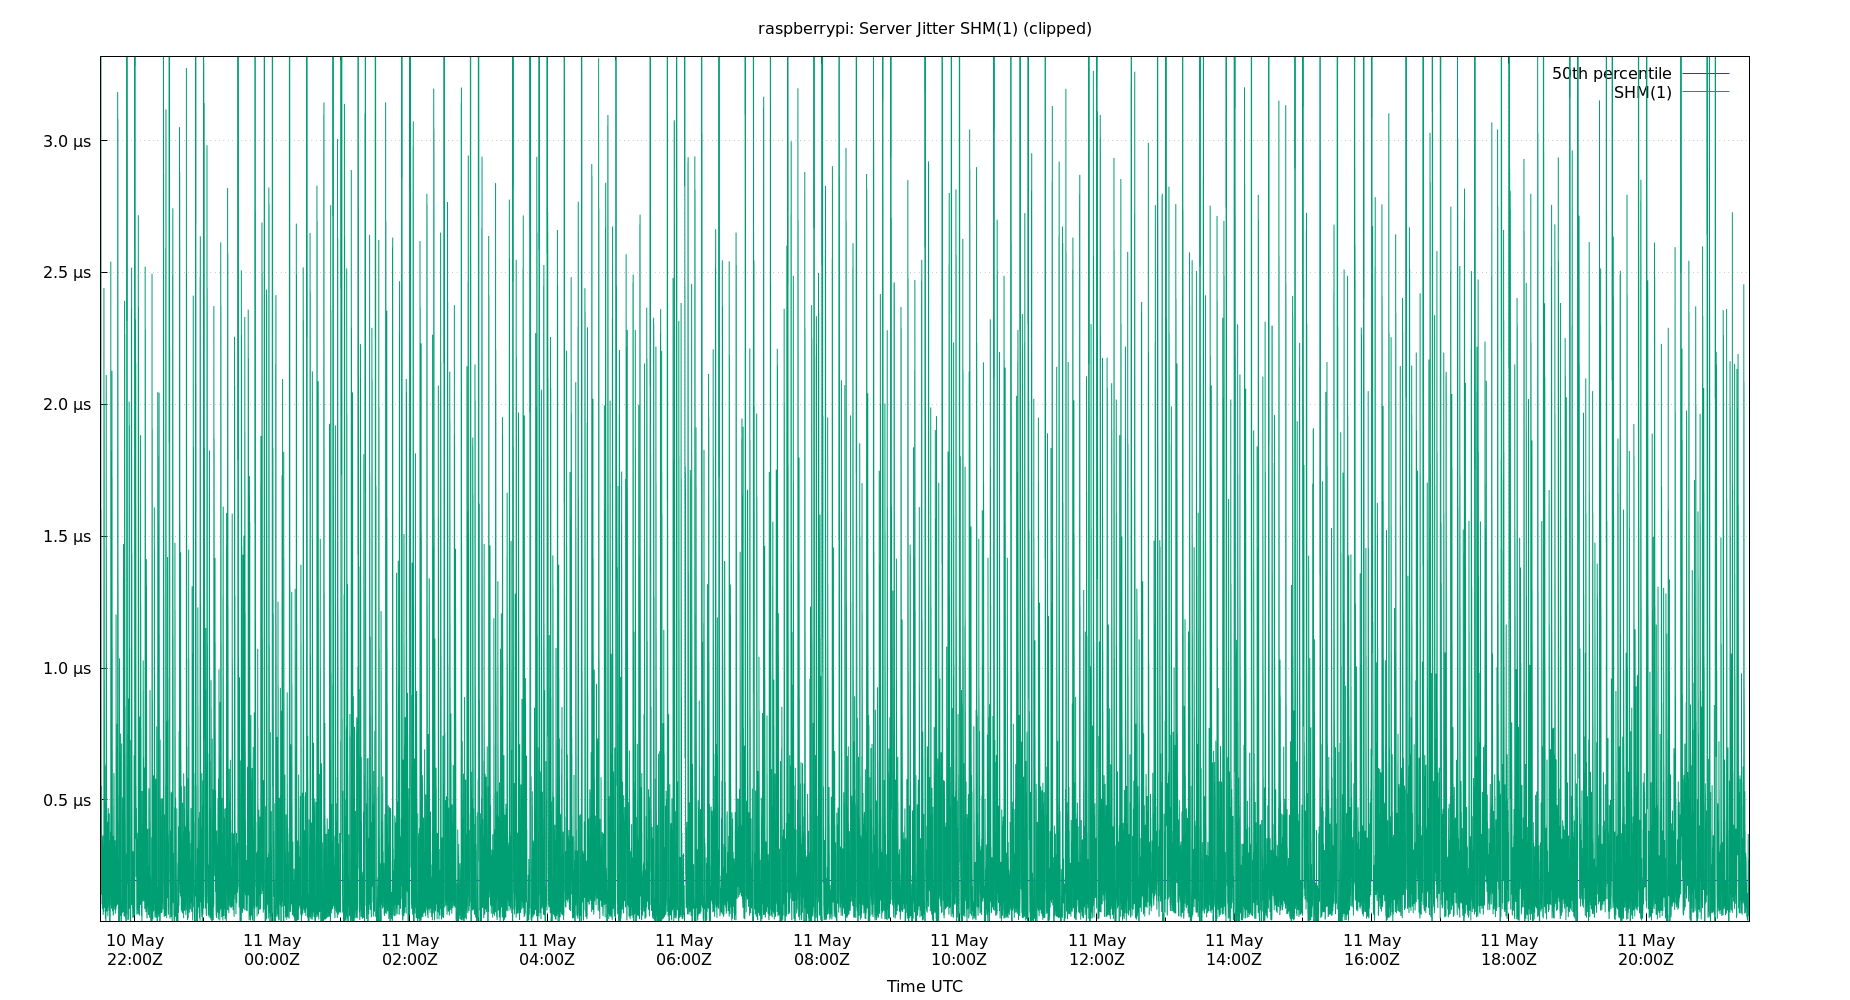 raspberrypi: Server Jitter SHM(1) (clipped)
50th percentile
SHM(1)
3.0 µs
2.5 µs
2.0 µs
1.5 µs
1.0 µs
0.5 µs
10 May 11 May 11 May 11 May 11 May 11 May 11 May 11 May 11 May 11 May 11 May 11 May
22:00Z 00:00Z 02:00Z 04:00Z 06:00Z 08:00Z 10:00Z 12:00Z 14:00Z 16:00Z 18:00Z 20:00Z
Time UTC